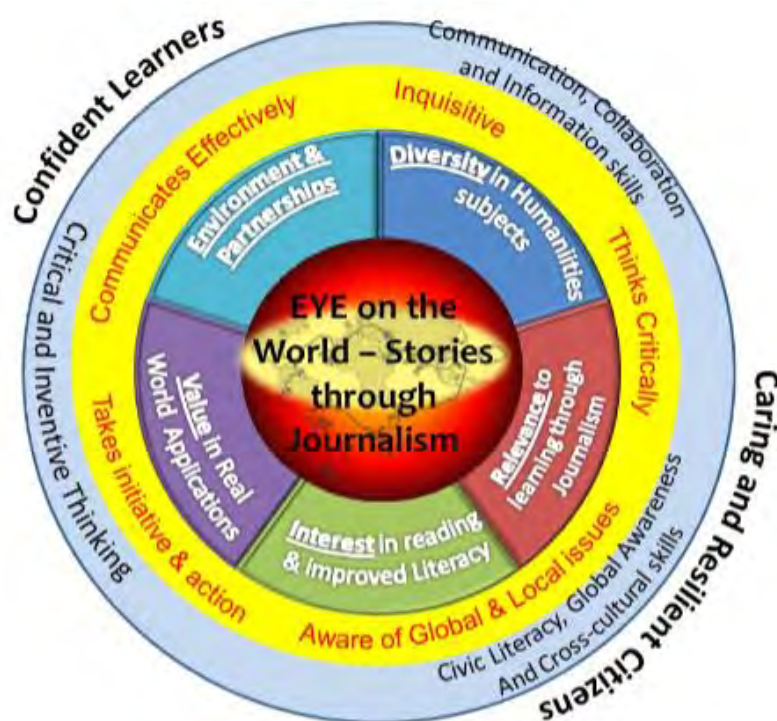 Confident Learners
Caring and Resilient Citizens
Communication, Collaboration
and Information skills
Critical and Inventive Thinking
Civic Literacy, Global Awareness
And Cross-cultural skills
Communicates Effectively
Inquisitive
Thinks Critically
Aware of Global & Local issues
Takes initiative & action
Environment &
Partnerships
Diversity in Humanities
subjects
Relevance to
learning through
Journalism
Interest in reading
& improved Literacy
Value in Real
World Applications
EYE on the
World – Stories
through
Journalism